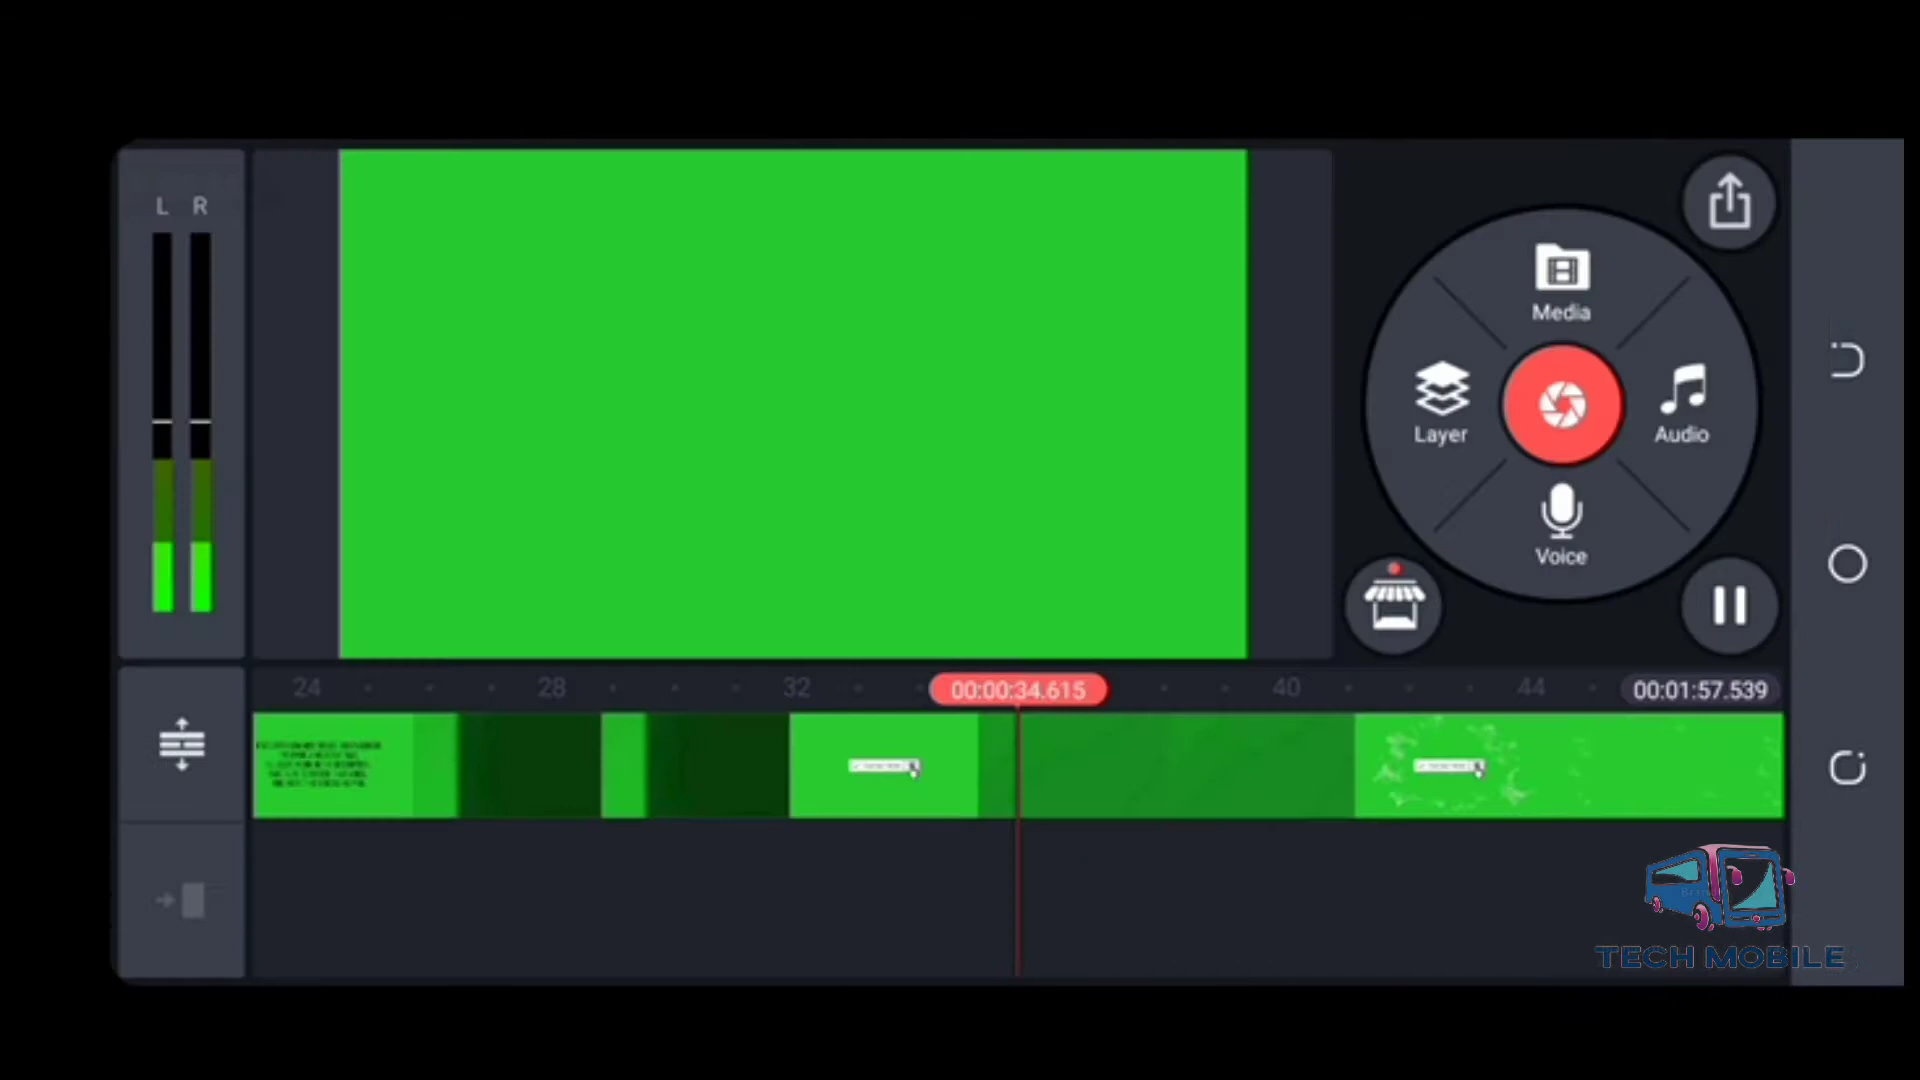 L R
Media
Layer
Audio
Voice
24
28
32
00:00:34.615
40
44
00:01:57.539
TECH MOBILE